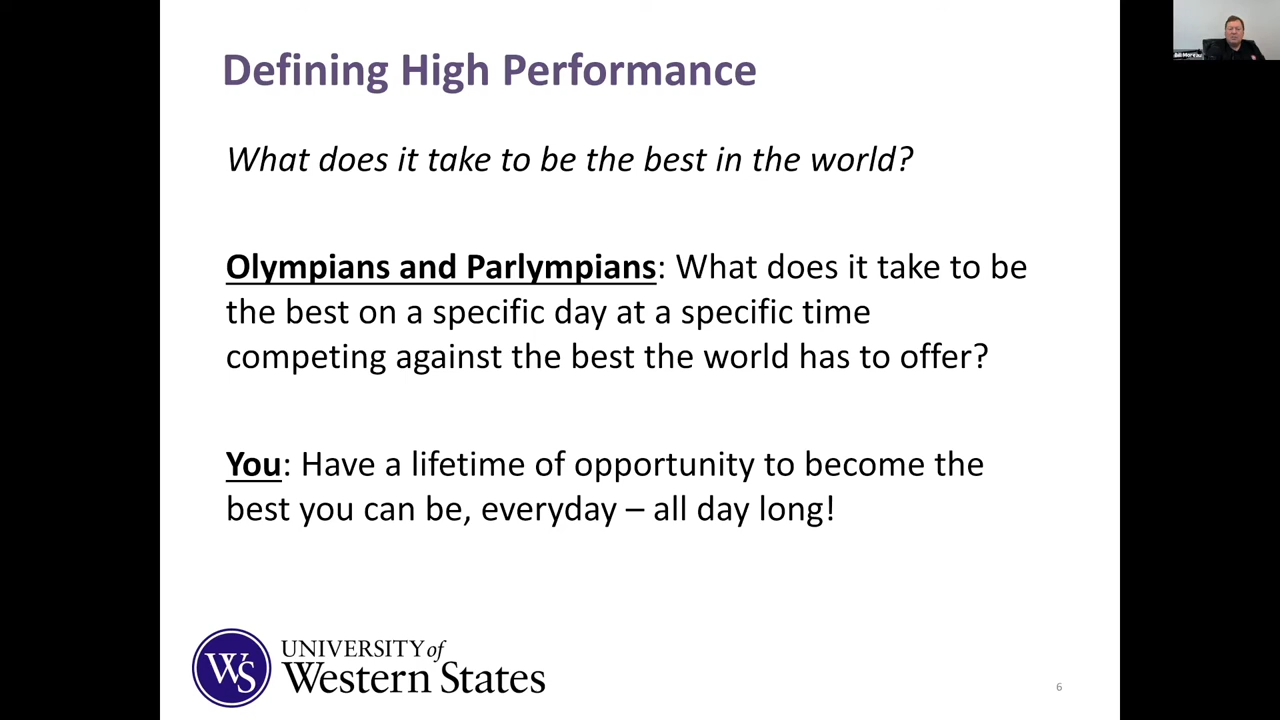 Defining High Performance
Bill Moreau
What does it take to be the best in the world?
Olympians and Parlympians: What does it take to be
the best on a specific day at a specific time
competing against the best the world has to offer?
You: Have a lifetime of opportunity to become the
best you can be, everyday – all day long!
WS
UNIVERSITY of
Western States
6